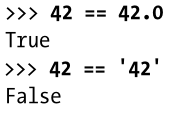 >>> 42 == 42.0
True
>>> 42 == '42'
False